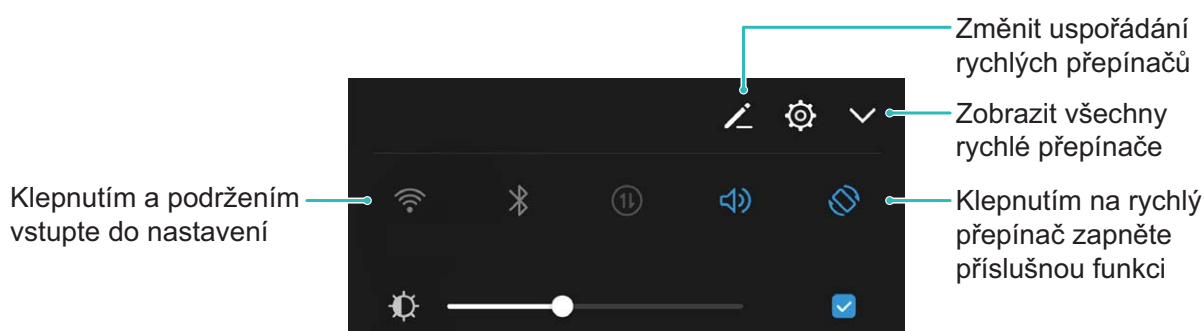 Změnit uspořádání
rychlých přepínačů
Zobrazit všechny
rychlé přepínače
Klepnutím a podržením
vstupte do nastavení
Klepnutím na rychlý
přepínač zapněte
příslušnou funkci